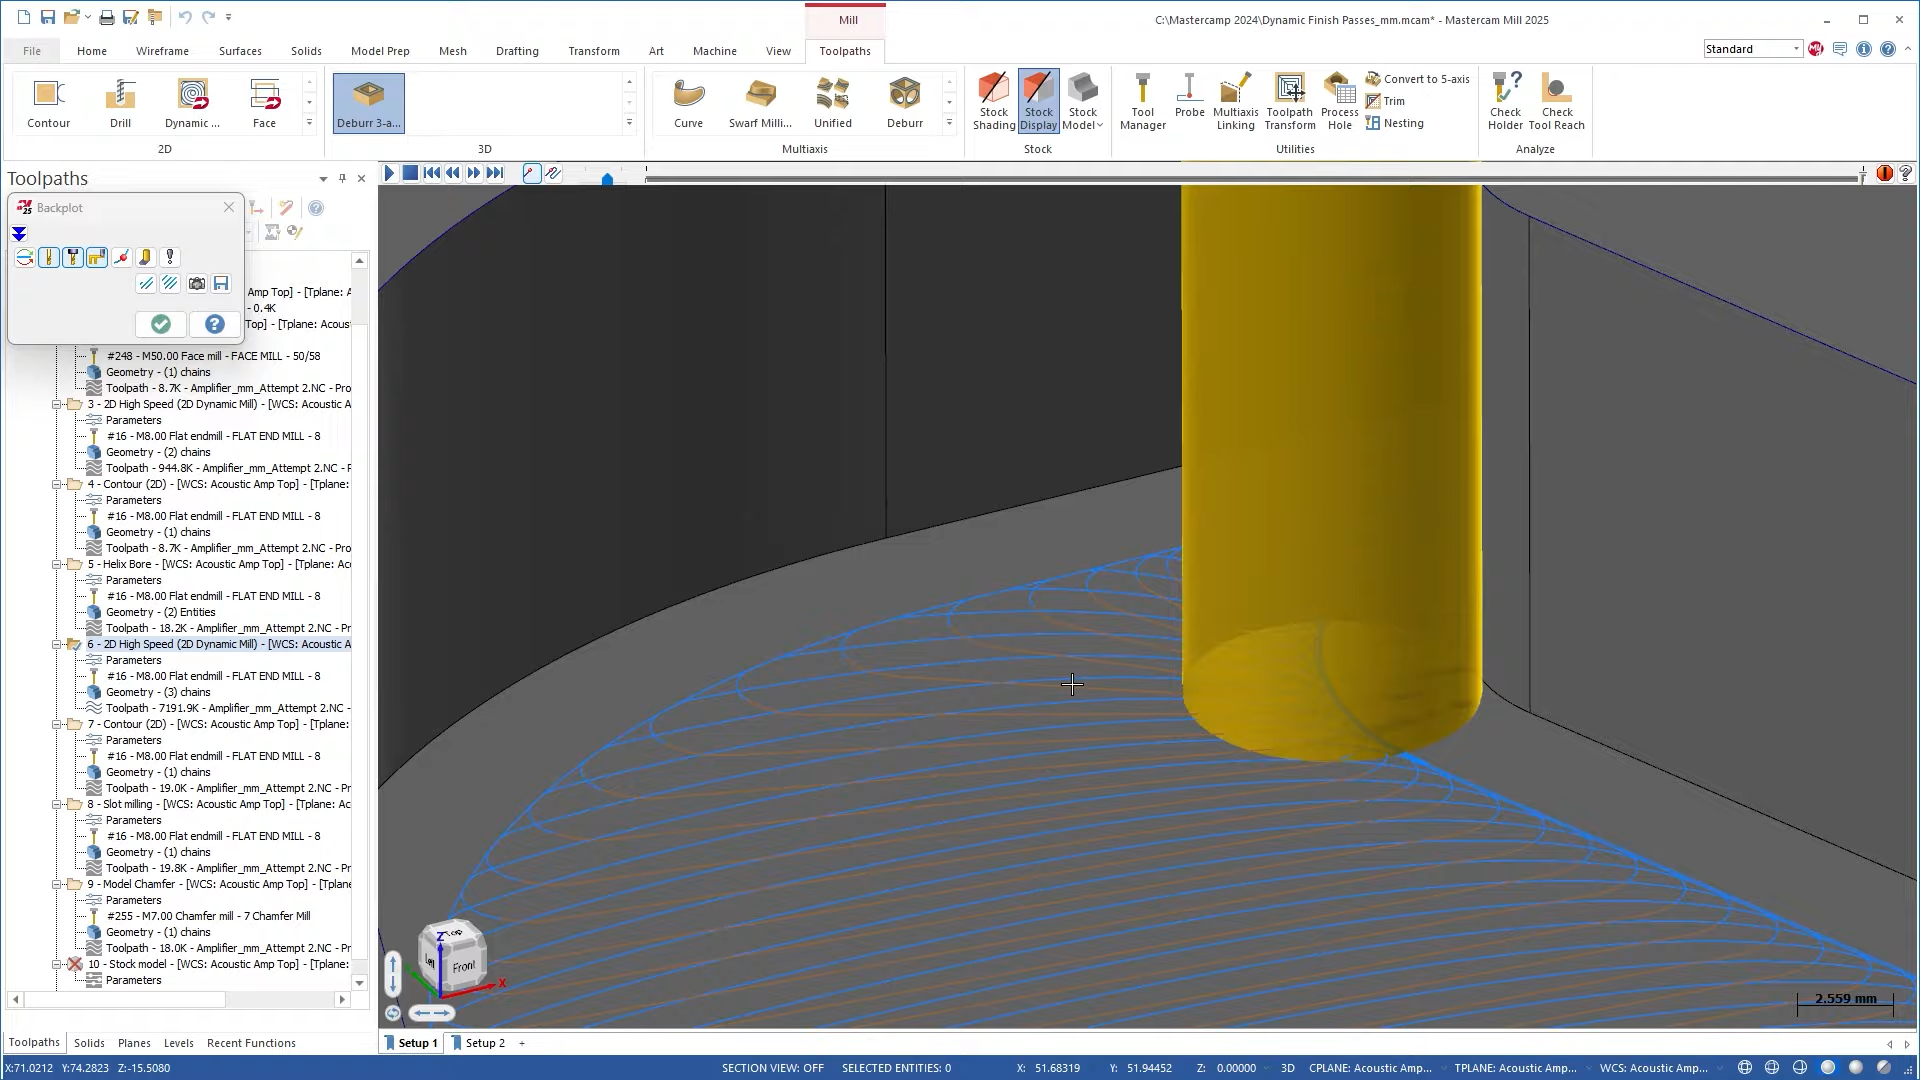 Mill
C:\Mastercamp 2024\Dynamic Finish Passes_mm.mcam* - Mastercam Mill 2025
File
Home
Wireframe
Surfaces
Solids
Model Prep
Mesh
Drafting
Transform
Art
Machine
View
Toolpaths
Standard
Contour
Drill
Dynamic ...
Face
2D
Deburr 3-a...
3D
Curve
Swarf Milli...
Unified
Deburr
Multiaxis
Stock Shading
Stock Display
Stock Model
Stock
Tool Manager
Probe
Multiaxis Linking
Toolpath Transform
Process Hole
Convert to 5-axis
Trim
Nesting
Utilities
Check Holder
Check Tool Reach
Analyze
Toolpaths
25 Backplot
Amp Top] - [Tplane: A
- 0.4K
Top] - [Tplane: Acous
#248 - M50.00 Face mill - FACE MILL - 50/58
Geometry - (1) chains
Toolpath - 8.7K - Amplifier_mm_Attempt 2.NC - Pro
3 - 2D High Speed (2D Dynamic Mill) - [WCS: Acoustic A
Parameters
#16 - M8.00 Flat endmill - FLAT END MILL - 8
Geometry - (2) chains
Toolpath - 944.8K - Amplifier_mm_Attempt 2.NC - P
4 - Contour (2D) - [WCS: Acoustic Amp Top] - [Tplane:
Parameters
#16 - M8.00 Flat endmill - FLAT END MILL - 8
Geometry - (1) chains
Toolpath - 8.7K - Amplifier_mm_Attempt 2.NC - Pro
5 - Helix Bore - [WCS: Acoustic Amp Top] - [Tplane: Ac
Parameters
#16 - M8.00 Flat endmill - FLAT END MILL - 8
Geometry - (2) Entities
Toolpath - 18.2K - Amplifier_mm_Attempt 2.NC - Pr
6 - 2D High Speed (2D Dynamic Mill) - [WCS: Acoustic A
Parameters
#16 - M8.00 Flat endmill - FLAT END MILL - 8
Geometry - (3) chains
Toolpath - 7191.9K - Amplifier_mm_Attempt 2.NC -
7 - Contour (2D) - [WCS: Acoustic Amp Top] - [Tplane:
Parameters
#16 - M8.00 Flat endmill - FLAT END MILL - 8
Geometry - (1) chains
Toolpath - 19.0K - Amplifier_mm_Attempt 2.NC - Pr
8 - Slot milling - [WCS: Acoustic Amp Top] - [Tplane: Ac
Parameters
#16 - M8.00 Flat endmill - FLAT END MILL - 8
Geometry - (1) chains
Toolpath - 19.8K - Amplifier_mm_Attempt 2.NC - Pr
9 - Model Chamfer - [WCS: Acoustic Amp Top] - [Tplane
Parameters
#255 - M7.00 Chamfer mill - 7 Chamfer Mill
Geometry - (1) chains
Toolpath - 18.0K - Amplifier_mm_Attempt 2.NC - Pr
10 - Stock model - [WCS: Acoustic Amp Top] - [Tplane:
Parameters
Top
Left
Front
Z
X
2.559 mm
Toolpaths
Solids
Planes
Levels
Recent Functions
Setup 1
Setup 2
+
X:71.0212 Y:74.2823 Z:-15.5080
SECTION VIEW: OFF
SELECTED ENTITIES: 0
X: 51.68319
Y: 51.94452
Z: 0.00000
3D
CPLANE: Acoustic Amp...
TPLANE: Acoustic Amp...
WCS: Acoustic Amp...